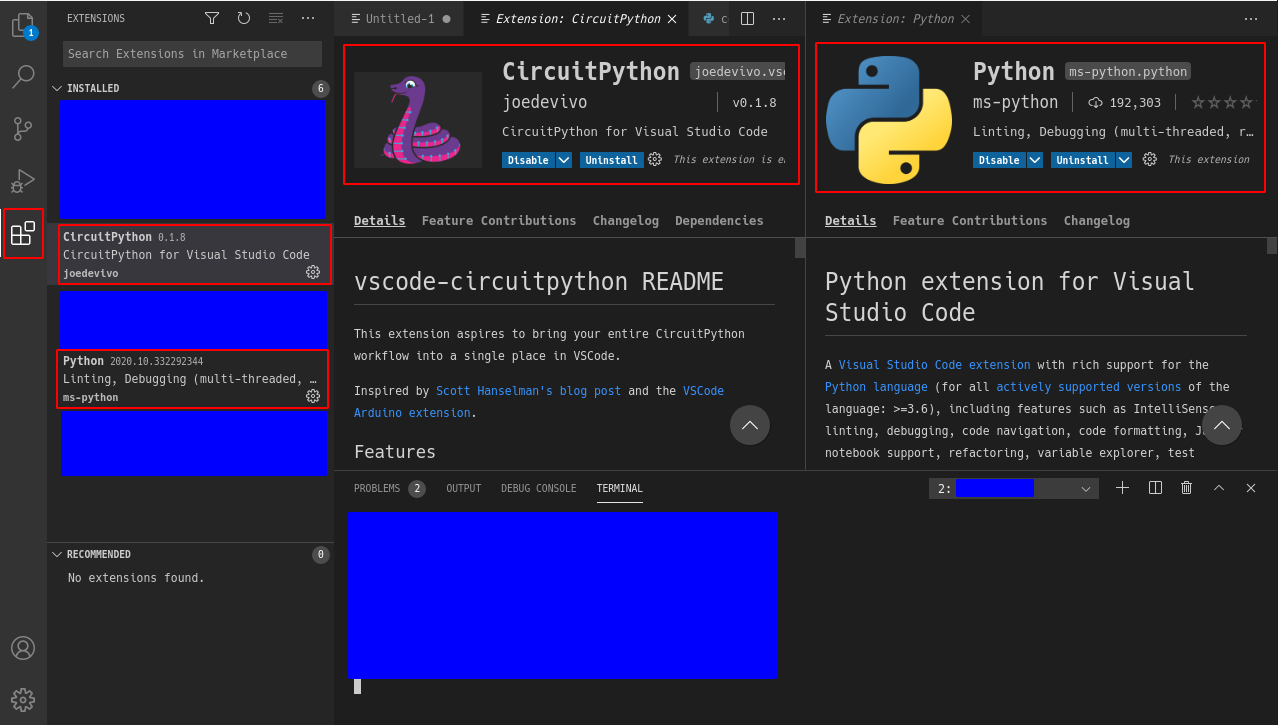 EXTENSIONS
1
Search Extensions in Marketplace
INSTALLED 6
CircuitPython 0.1.8
CircuitPython for Visual Studio Code
joedevivo
Python 2020.10.332292344
Linting, Debugging (multi-threaded, …
ms-python
RECOMMENDED 0
No extensions found.
Untitled-1
Extension: CircuitPython
CircuitPython joedevivo.vsc
joedevivo v0.1.8
CircuitPython for Visual Studio Code
Disable Uninstall This extension is
Details Feature Contributions Changelog Dependencies
vscode-circuitpython README
This extension aspires to bring your entire CircuitPython
workflow into a single place in VSCode.
Inspired by Scott Hanselman's blog post and the VSCode
Arduino extension.
Features
Extension: Python
Python ms-python.python
ms-python 192,303
Linting, Debugging (multi-threaded, r…
Disable Uninstall This extension
Details Feature Contributions Changelog
Python extension for Visual
Studio Code
A Visual Studio Code extension with rich support for the
Python language (for all actively supported versions of the
language: >=3.6), including features such as IntelliSense
linting, debugging, code navigation, code formatting,
notebook support, refactoring, variable explorer, test
PROBLEMS 2 OUTPUT DEBUG CONSOLE TERMINAL
2: